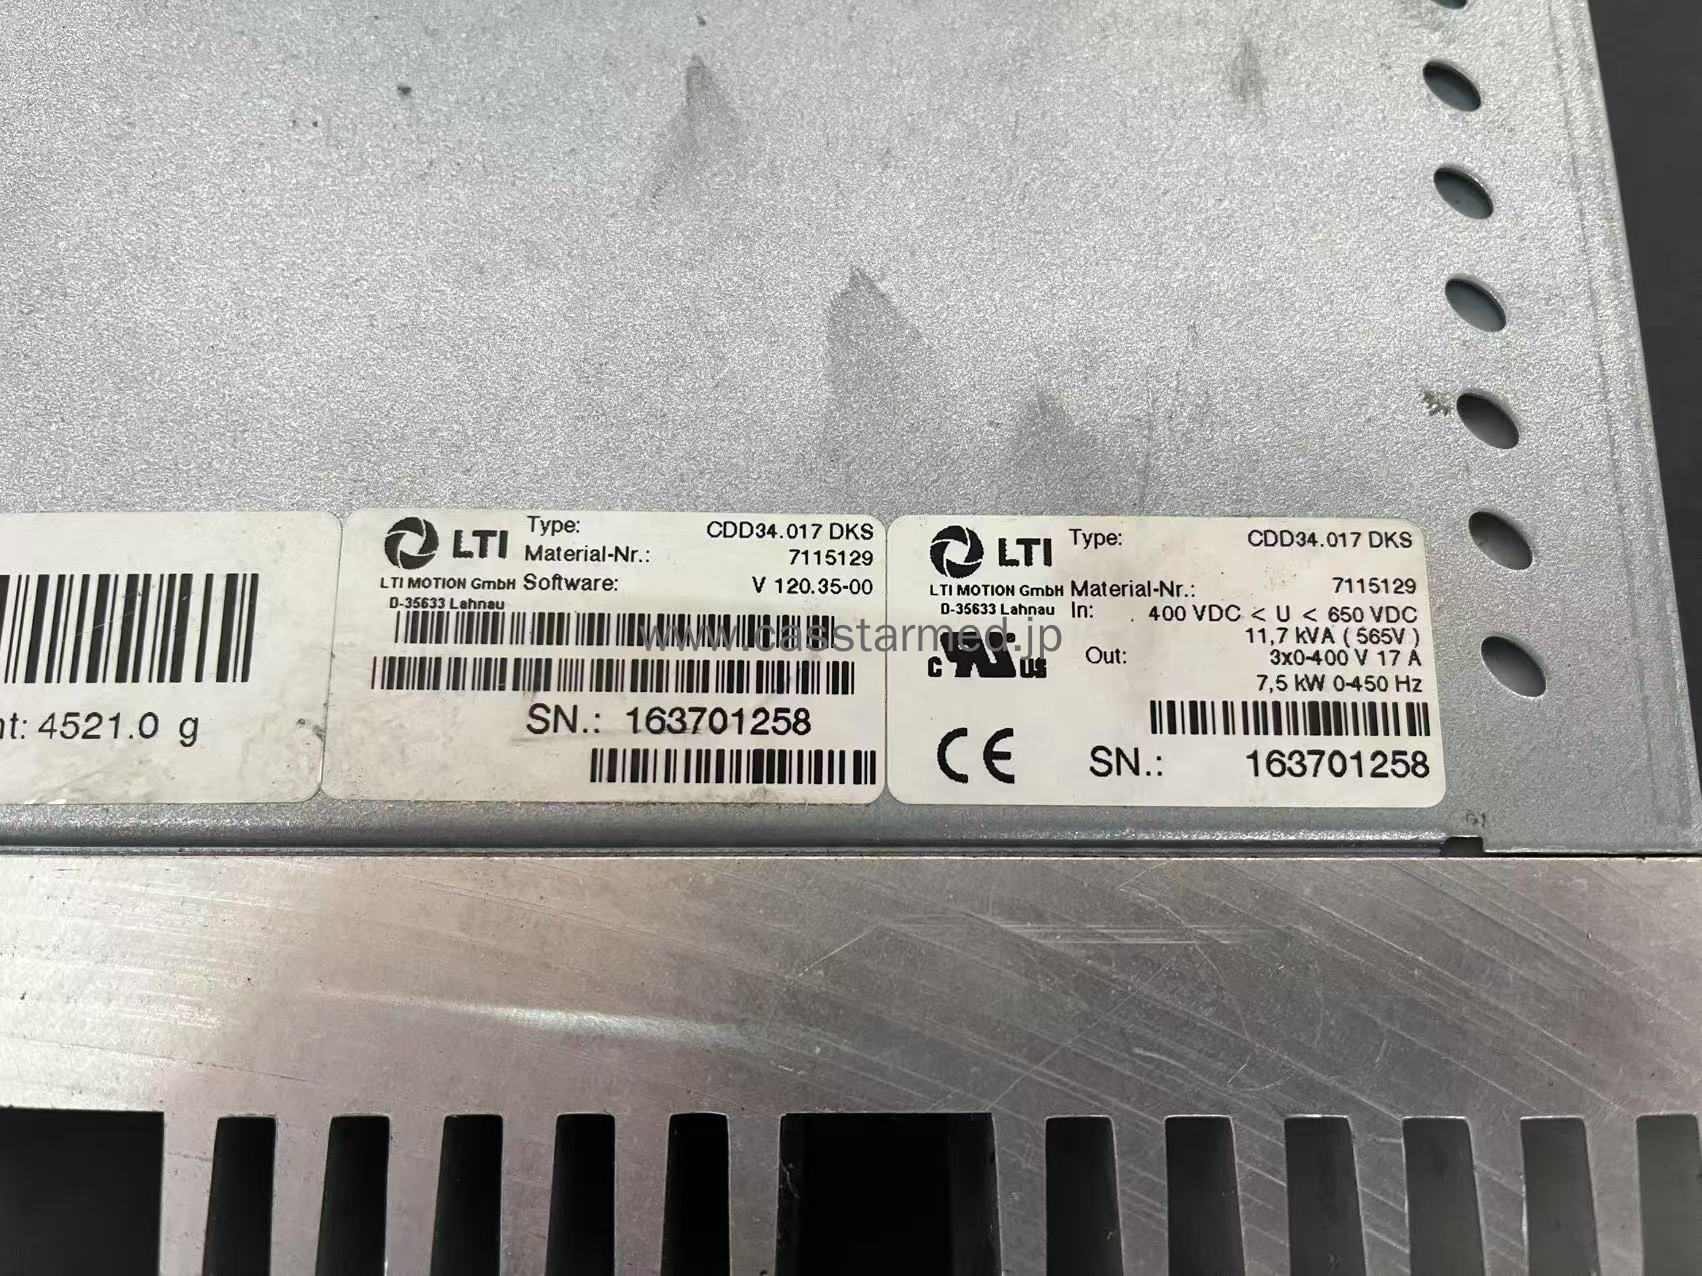 nt: 4521.0 g
LTI
LTI MOTION GmbH
D-35633 Lahnau
Type: CDD34.017 DKS
Material-Nr.: 7115129
Software: V 120.35-00
SN.: 163701258
LTI
LTI MOTION GmbH
D-35633 Lahnau
Type: CDD34.017 DKS
Material-Nr.: 7115129
In: 400 VDC < U < 650 VDC
11,7 kVA ( 565V )
Out: 3x0-400 V 17 A
7,5 kW 0-450 Hz
C US
CE
SN.: 163701258
www.casstarmed.jp